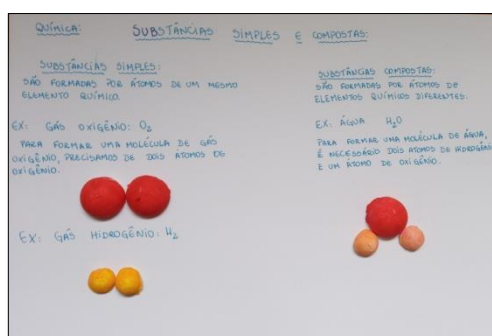 QUÍMICA: SUBSTÂNCIAS SIMPLES E COMPOSTAS:
SUBSTÂNCIAS SIMPLES:
SÃO FORMADAS POR ÁTOMOS DE UM MESMO
ELEMENTO QUÍMICO.
EX: GÁS OXIGÊNIO: O₂
PARA FORMAR UMA MOLÉCULA DE GÁS
OXIGÊNIO, PRECISAMOS DE DOIS ÁTOMOS DE
OXIGÊNIO.
EX: GÁS HIDROGÊNIO: H₂
SUBSTÂNCIAS COMPOSTAS:
SÃO FORMADAS POR ÁTOMOS DE
ELEMENTOS QUÍMICOS DIFERENTES.
EX: ÁGUA H₂O
PARA FORMAR UMA MOLÉCULA DE ÁGUA,
É NECESSÁRIO DOIS ÁTOMOS DE HIDROGÊNIO
E UM ÁTOMO DE OXIGÊNIO.